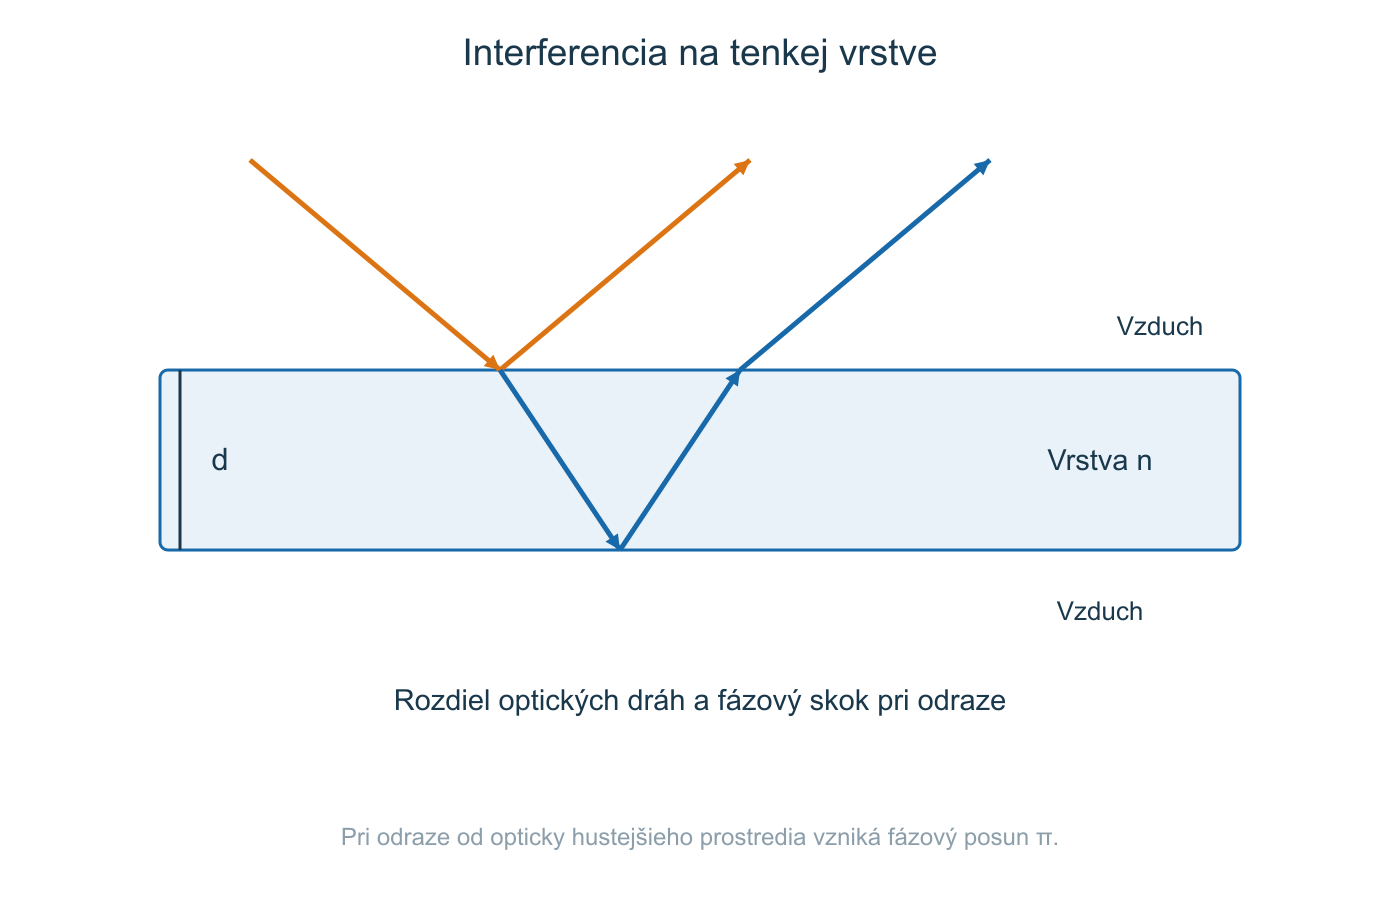 Interferencia na tenkej vrstve
Vzduch
d
Vrstva n
Vzduch
Rozdiel optických dráh a fázový skok pri odraze
Pri odraze od opticky hustejšieho prostredia vzniká fázový posun π.